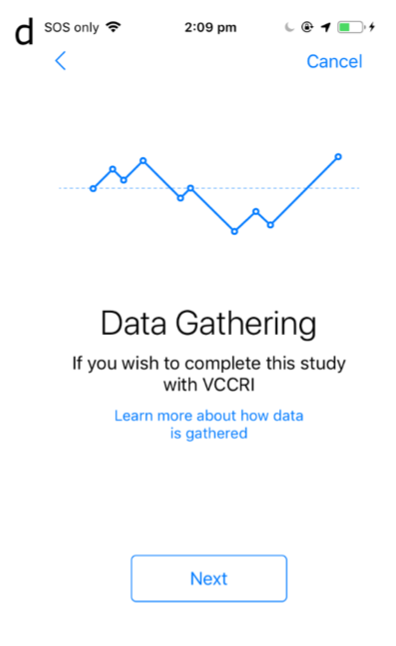 d
SOS only
2:09 pm
Cancel
Data Gathering
If you wish to complete this study
with VCCRI
Learn more about how data
is gathered
Next